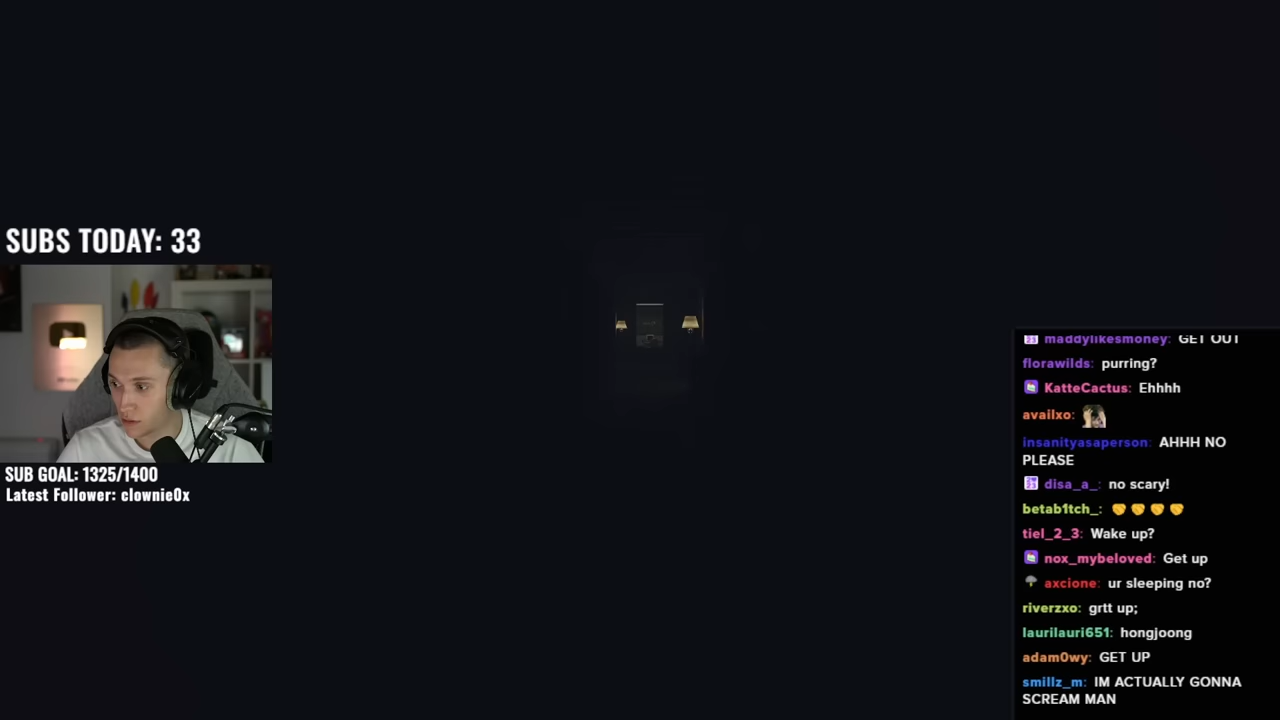 SUBS TODAY: 33
SUB GOAL: 1325/1400
Latest Follower: clownie0x
maddylikesmoney: GET OUT
florawilds: purring?
KatteCactus: Ehhhh
availxo:
insanityasaperson: AHHH NO
PLEASE
disa_a_: no scary!
betab1tch_:
tiel_2_3: Wake up?
nox_mybeloved: Get up
axcione: ur sleeping no?
riverzxo: grtt up;
laurilauri651: hongjoong
adam0wy: GET UP
smillz_m: IM ACTUALLY GONNA
SCREAM MAN